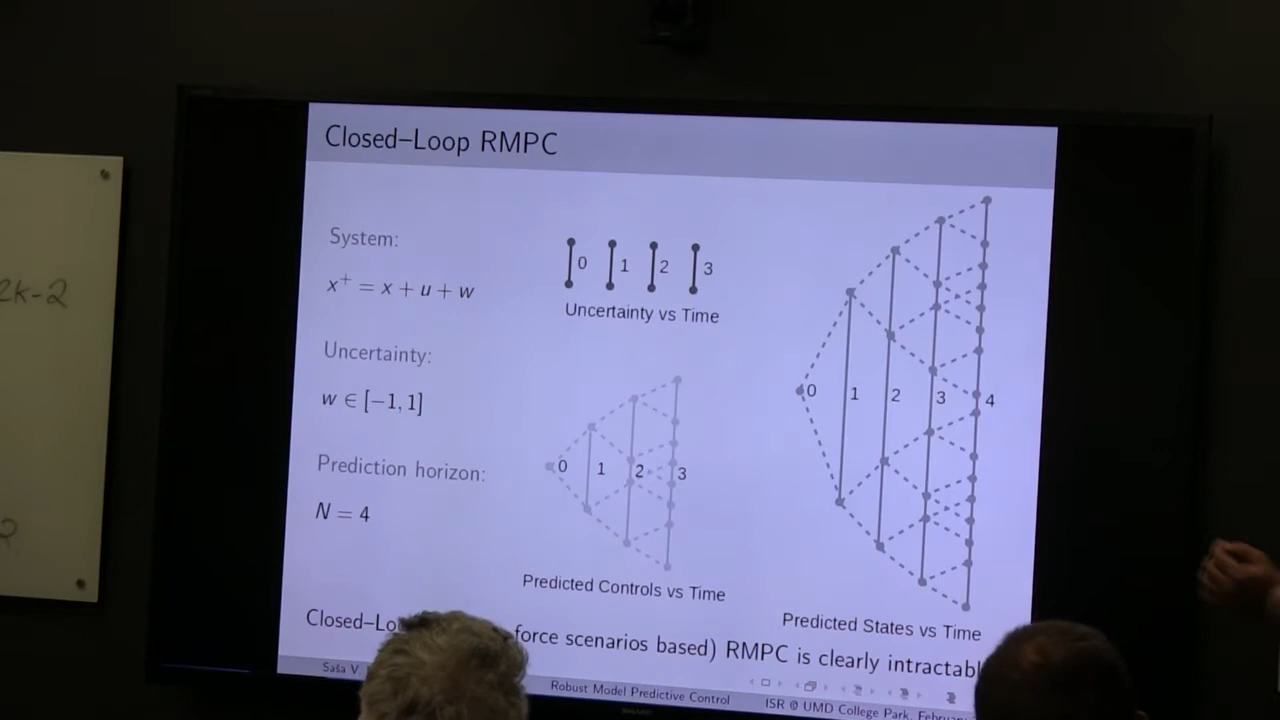 Closed–Loop RMPC
System:
x⁺ = x + u + w
Uncertainty:
w ∈ [−1, 1]
Prediction horizon:
N = 4
0 1 2 3
Uncertainty vs Time
0 1 2 3
Predicted Controls vs Time
0 1 2 3 4
Predicted States vs Time
force scenarios based) RMPC is clearly
Saša V
Robust Model Predictive Control
ISR @ UMD College Park,
2k-2